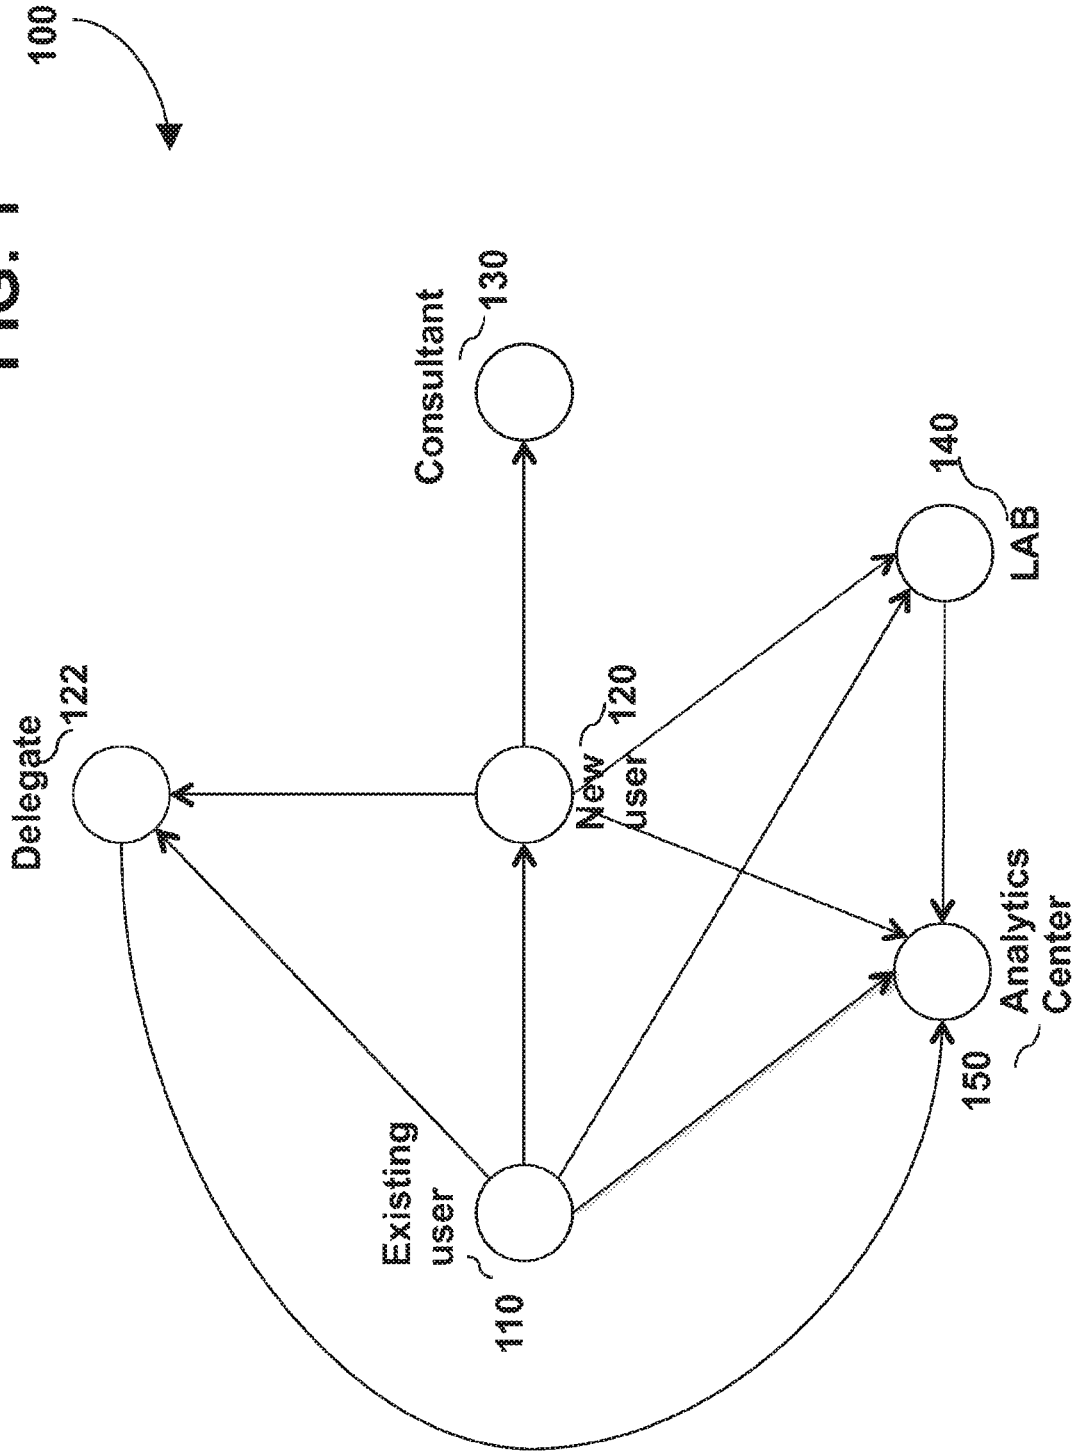 FIG. 1
100
Delegate
122
Existing
user
110
New
user
120
Consultant
130
LAB
140
150
Analytics
Center